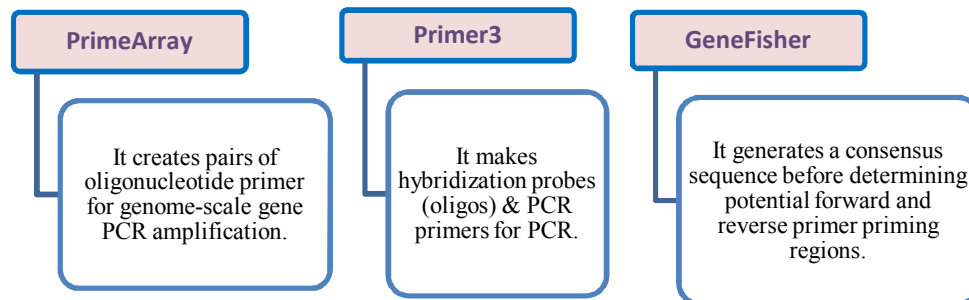 PrimeArray
It creates pairs of
oligonucleotide primer
for genome-scale gene
PCR amplification.
Primer3
It makes
hybridization probes
(oligos) & PCR
primers for PCR.
GeneFisher
It generates a consensus
sequence before determining
potential forward and
reverse primer priming
regions.